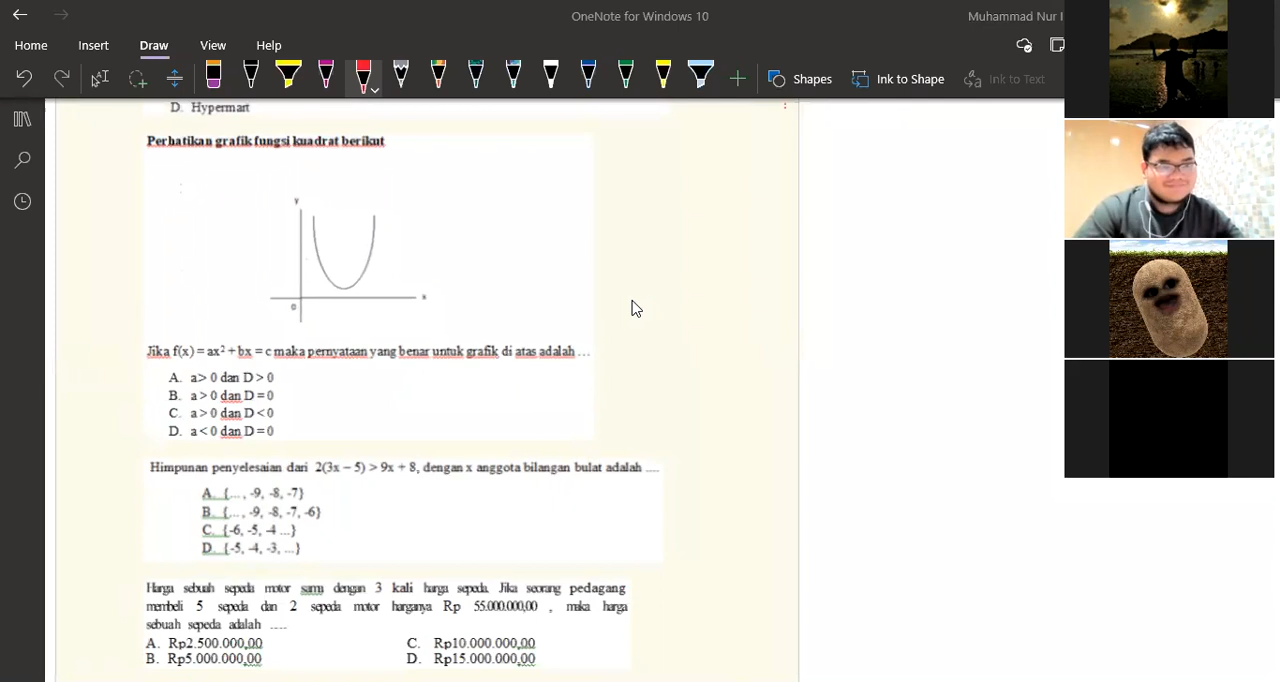 OneNote for Windows 10
Muhammad Nur I
Home Insert Draw View Help
Shapes Ink to Shape Ink to Text
D. Hypermart
Perhatikan grafik fungsi kuadrat berikut
y
0 x
Jika f(x) = ax² + bx = c maka pernyataan yang benar untuk grafik di atas adalah ...
A. a> 0 dan D > 0
B. a > 0 dan D = 0
C. a > 0 dan D < 0
D. a < 0 dan D = 0
Himpunan penyelesaian dari 2(3x – 5) > 9x + 8, dengan x anggota bilangan bulat adalah ....
A. {... , -9, -8, -7}
B. {... , -9, -8, -7, -6}
C. {-6, -5, -4 ...}
D. {-5, -4, -3, ...}
Harga sebuah sepeda motor sama dengan 3 kali harga sepeda. Jika seorang pedagang
membeli 5 sepeda dan 2 sepeda motor harganya Rp 55.000.000,00 , maka harga
sebuah sepeda adalah ....
A. Rp2.500.000,00 C. Rp10.000.000,00
B. Rp5.000.000,00 D. Rp15.000.000,00